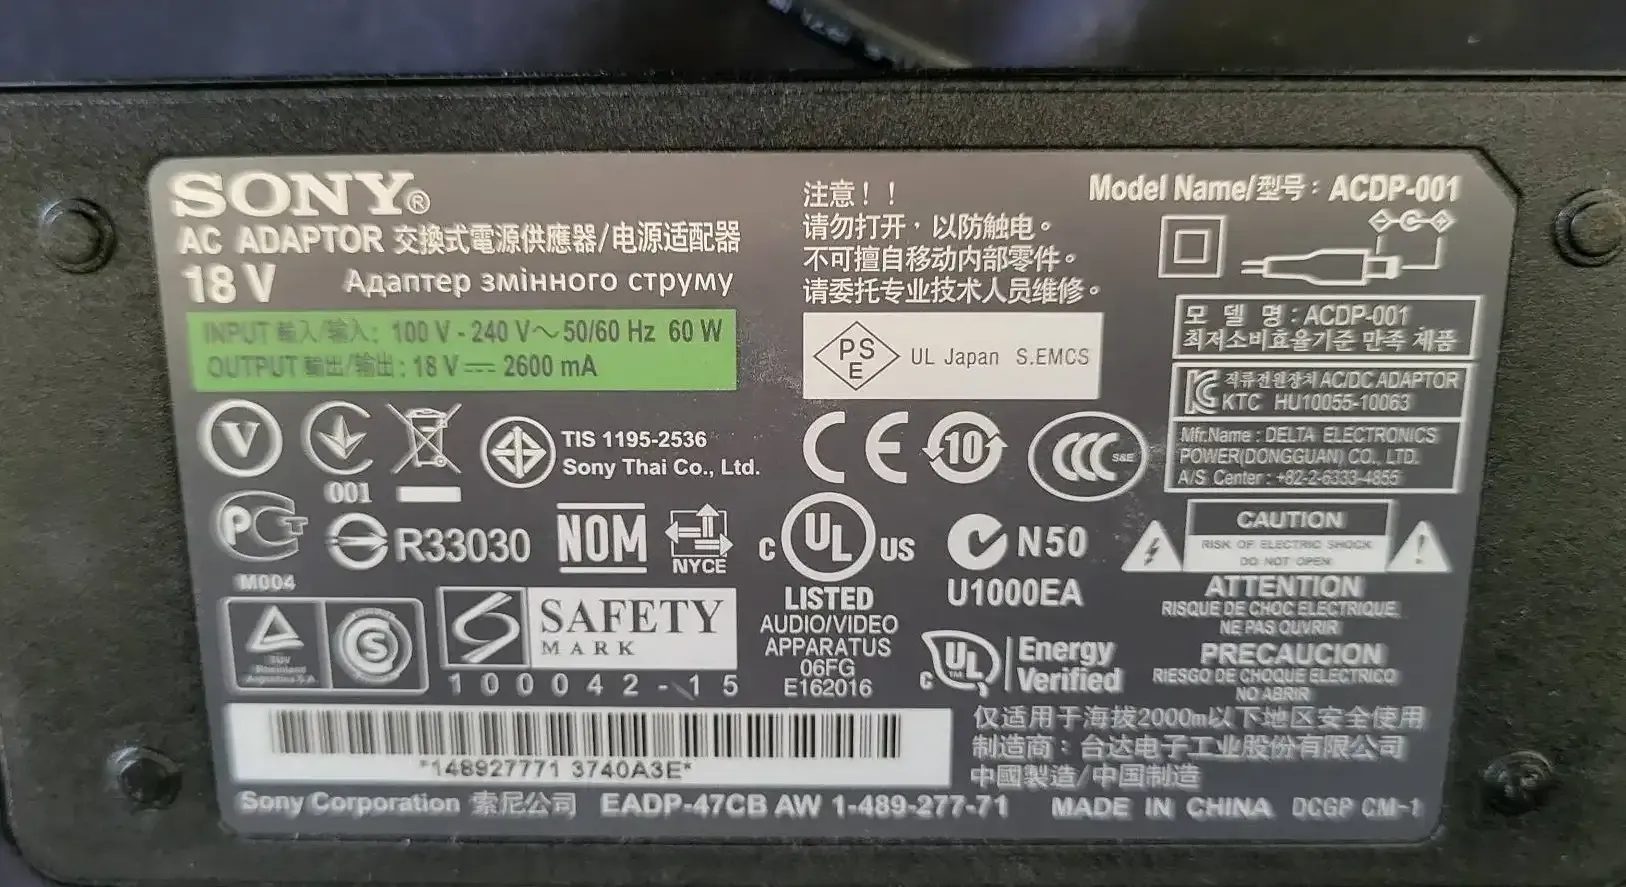 SONY®
AC ADAPTOR 交換式電源供應器/电源适配器
18 V Адаптер змінного струму
INPUT 輸入/输入: 100 V - 240 V～ 50/60 Hz 60 W
OUTPUT 輸出/输出: 18 V⎓ 2600 mA
注意！！
请勿打开，以防触电。
不可擅自移动内部零件。
请委托专业技术人员维修。
Model Name/型号: ACDP-001
모 델 명 : ACDP-001
최저소비효율기준 만족 제품
직류전원장치 AC/DC ADAPTOR
KTC HU10055-10063
Mfr.Name : DELTA ELECTRONICS
POWER(DONGGUAN) CO., LTD.
A/S Center : +82-2-6333-4855
PSE UL Japan S.EMCS
V
001
TIS 1195-2536
Sony Thai Co., Ltd.
CE
10
CCC S&E
PCT
M004
R33030
NOM
NYCE
C UL US
LISTED
AUDIO/VIDEO
APPARATUS
06FG
E162016
N50
U1000EA
CAUTION
RISK OF ELECTRIC SHOCK
DO NOT OPEN
ATTENTION
RISQUE DE CHOC ELECTRIQUE,
NE PAS OUVRIR
PRECAUCION
RIESGO DE CHOQUE ELECTRICO
NO ABRIR
TÜV
Rheinland
Argentina S.A
S
SAFETY
MARK
100042-15
C UL™ Energy
Verified
*148927771 3740A3E*
仅适用于海拔2000m以下地区安全使用
制造商：台达电子工业股份有限公司
中國製造/中国制造
Sony Corporation 索尼公司 EADP-47CB AW 1-489-277-71 MADE IN CHINA DCGP CM-1